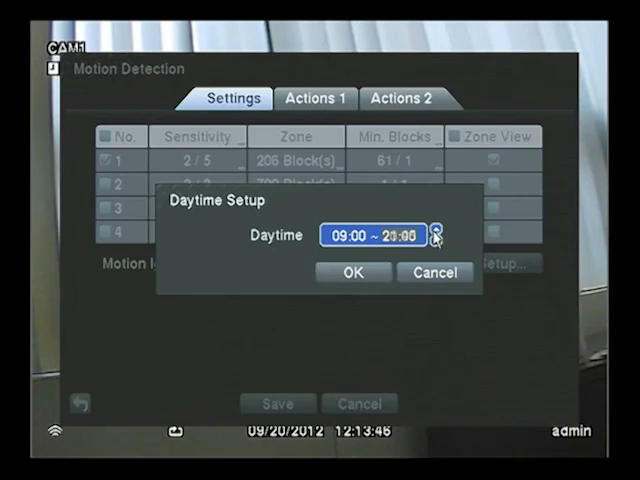 CAM1
Motion Detection
Settings Actions 1 Actions 2
No. Sensitivity Zone Min. Blocks Zone View
1 2 / 5 206 Block(s) 61 / 1
2
3
4
Daytime Setup
Daytime 09:00 ~
OK Cancel
Motion Setup...
Save Cancel
09/20/2012 12:13:46 admin